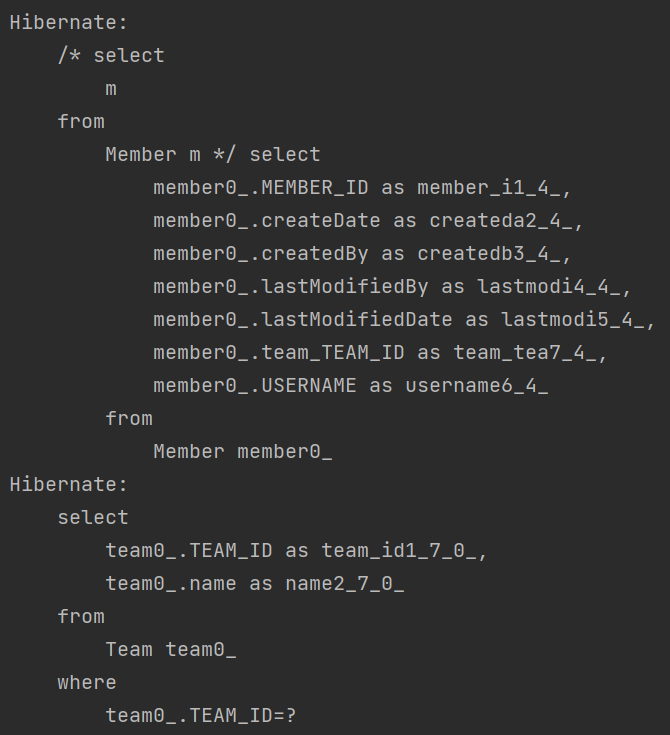 Hibernate:
    /* select
        m
    from
        Member m */ select
            member0_.MEMBER_ID as member_i1_4_,
            member0_.createDate as createda2_4_,
            member0_.createdBy as createdb3_4_,
            member0_.lastModifiedBy as lastmodi4_4_,
            member0_.lastModifiedDate as lastmodi5_4_,
            member0_.team_TEAM_ID as team_tea7_4_,
            member0_.USERNAME as username6_4_
        from
            Member member0_
Hibernate:
    select
        team0_.TEAM_ID as team_id1_7_0_,
        team0_.name as name2_7_0_
    from
        Team team0_
    where
        team0_.TEAM_ID=?